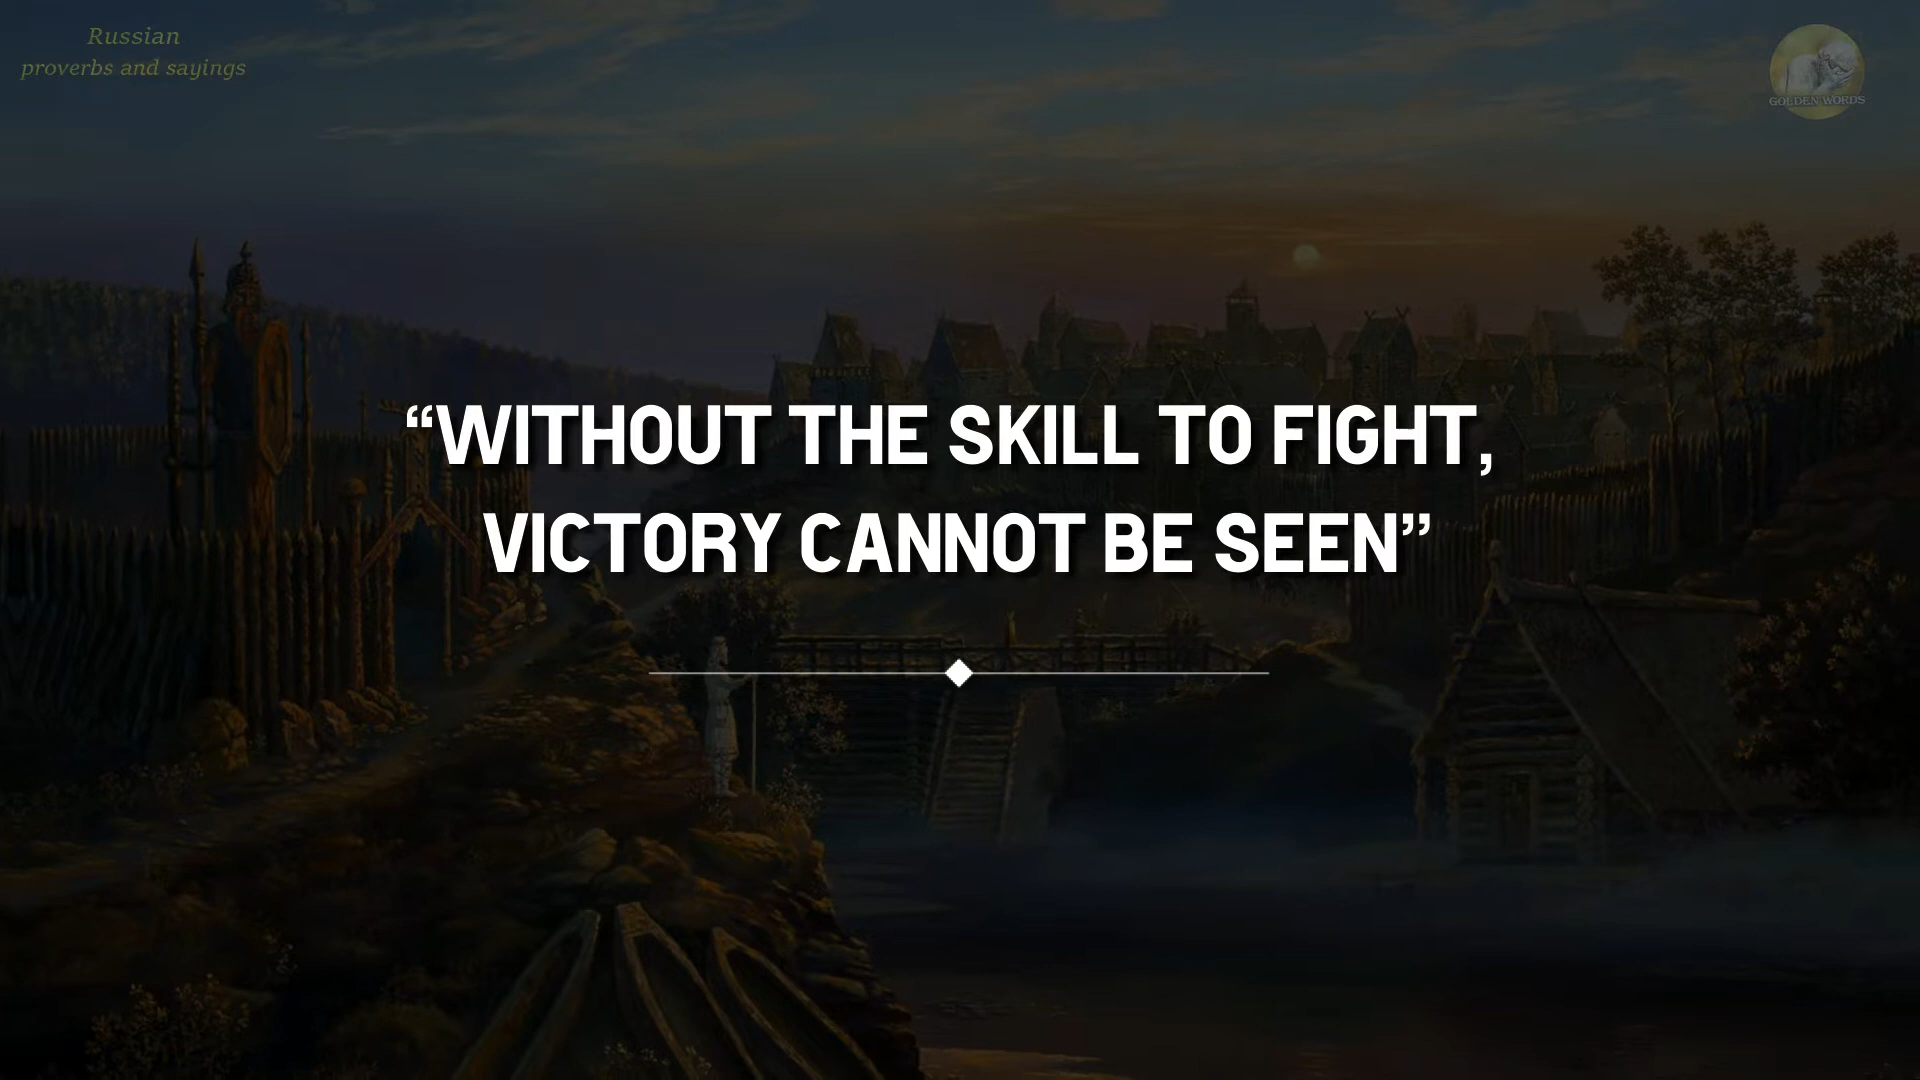 Russian
proverbs and sayings
GOLDEN WORDS
“WITHOUT THE SKILL TO FIGHT,
VICTORY CANNOT BE SEEN”